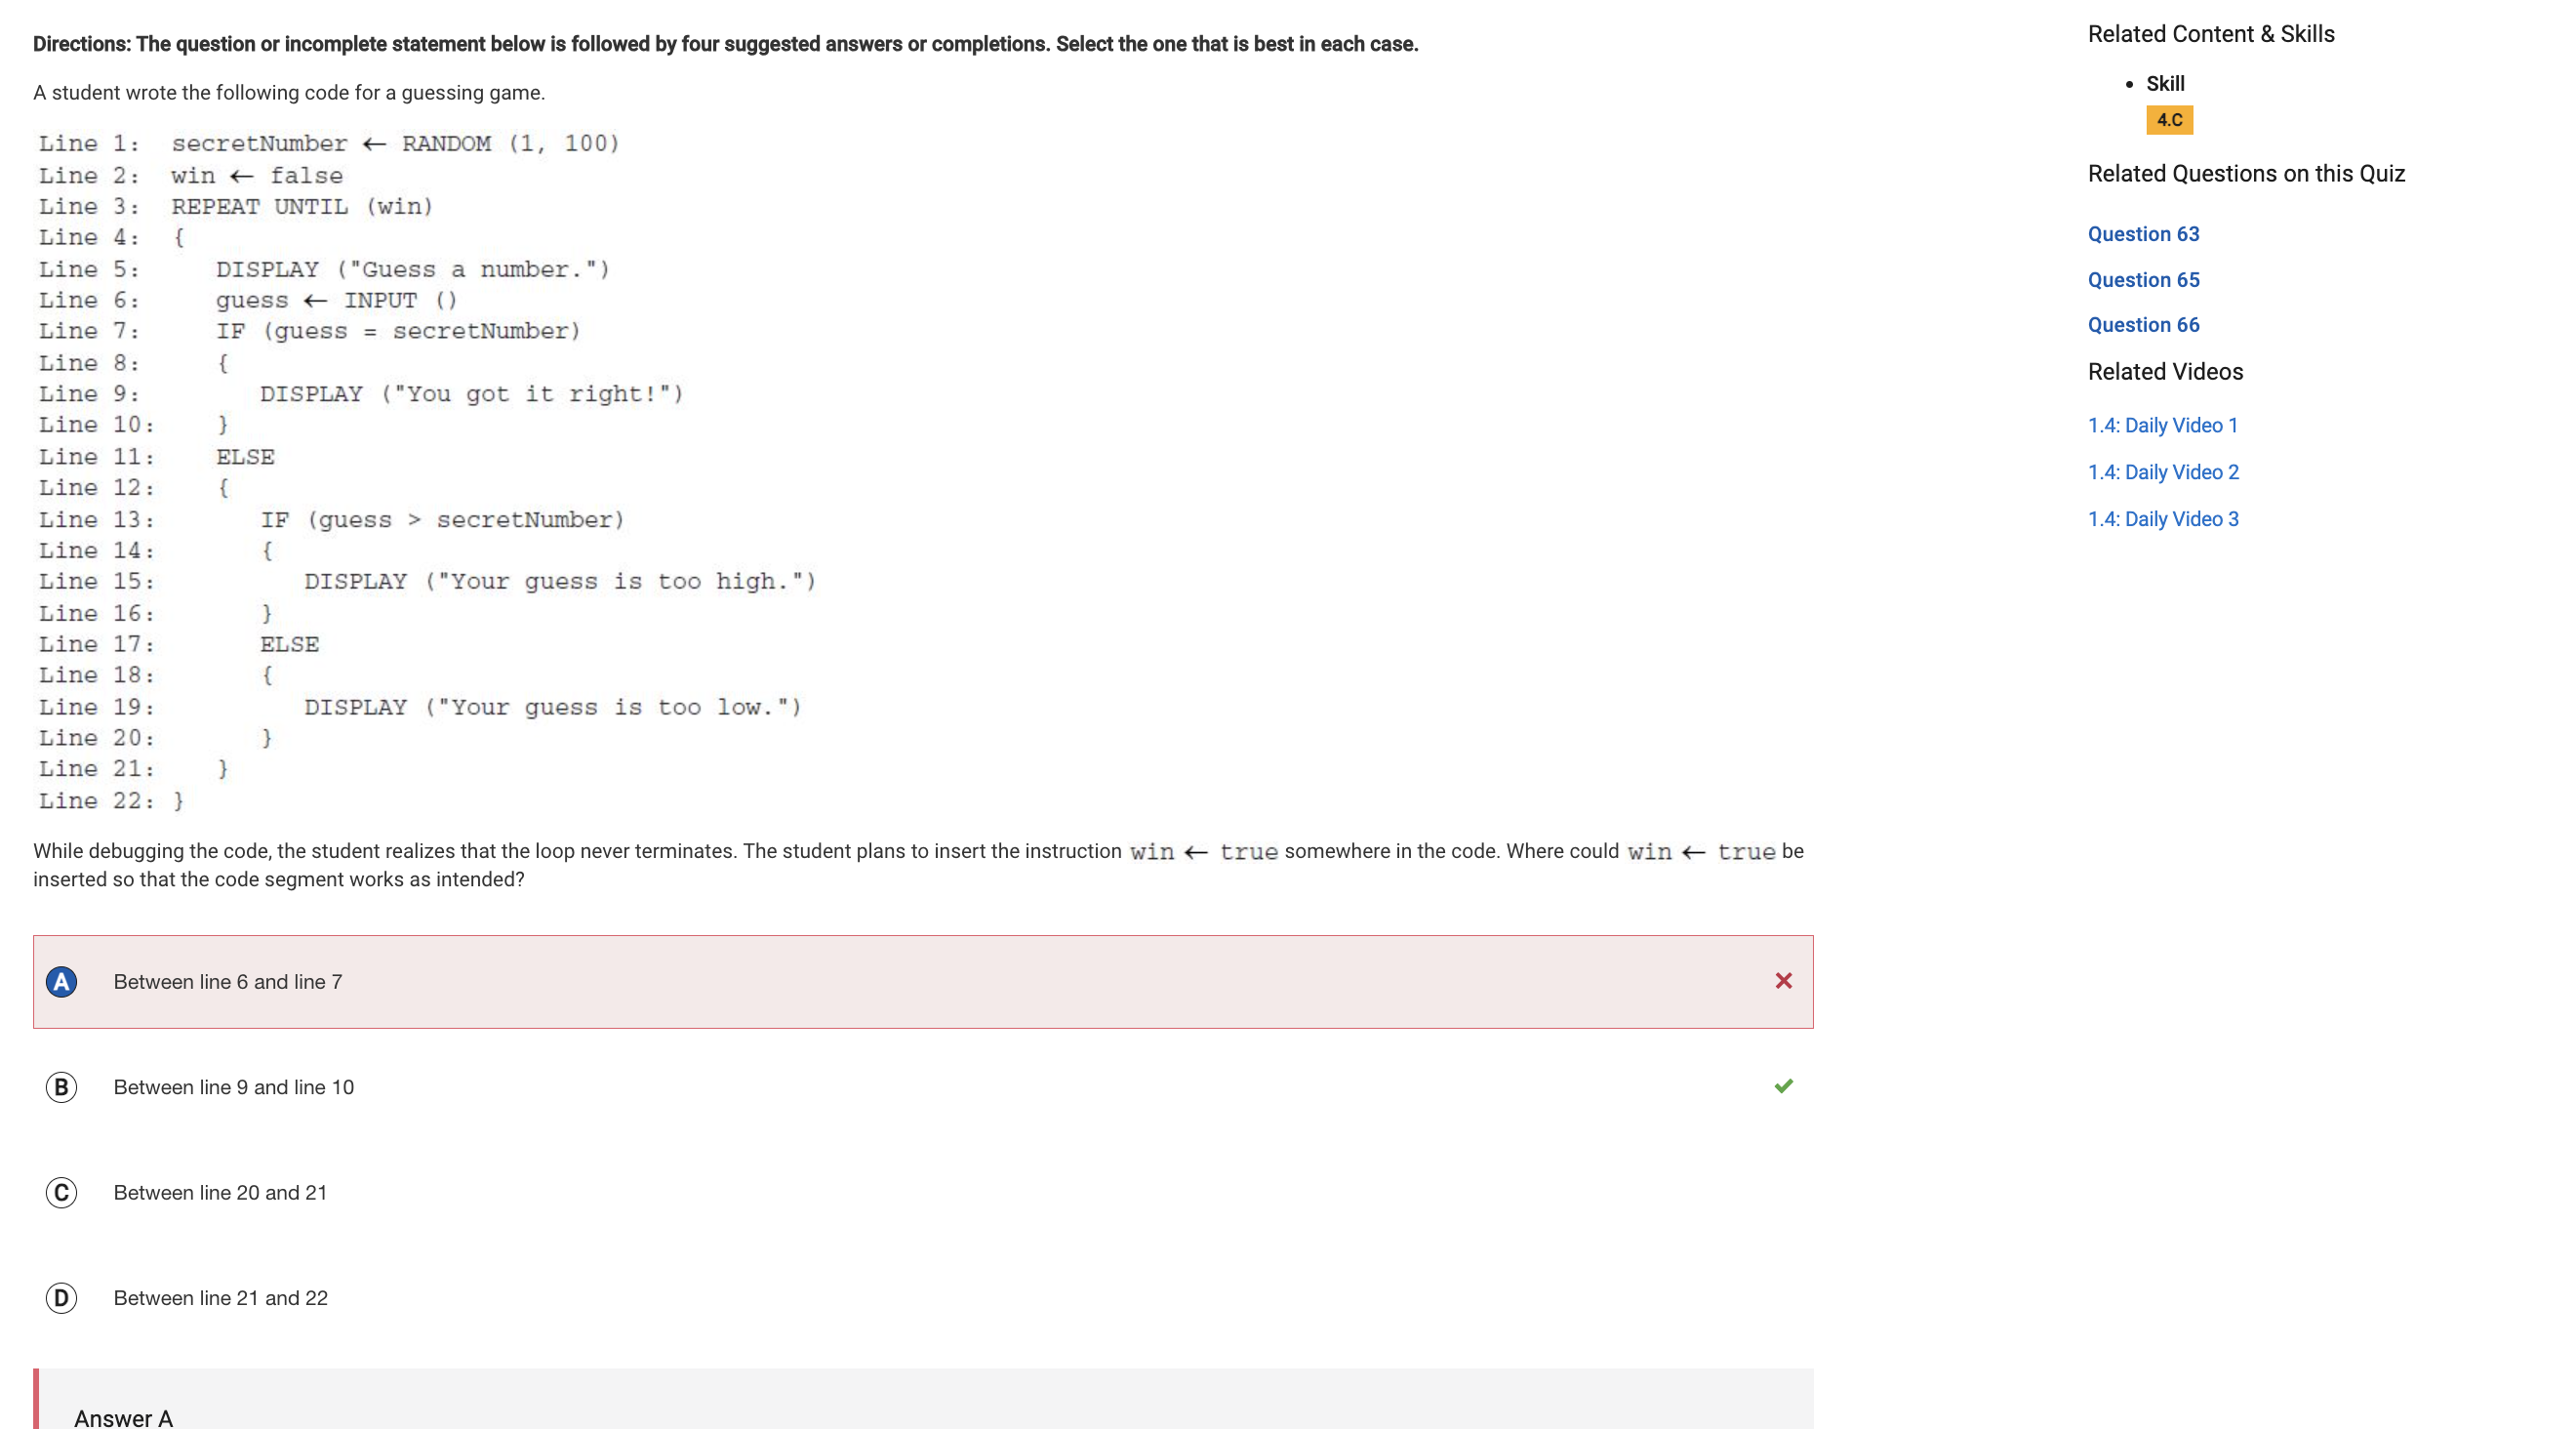 Directions: The question or incomplete statement below is followed by four suggested answers or completions. Select the one that is best in each case.
A student wrote the following code for a guessing game.
Line 1: secretNumber ← RANDOM (1, 100)
Line 2: win ← false
Line 3: REPEAT UNTIL (win)
Line 4: {
Line 5: DISPLAY ("Guess a number.")
Line 6: guess ← INPUT ()
Line 7: IF (guess = secretNumber)
Line 8: {
Line 9: DISPLAY ("You got it right!")
Line 10: }
Line 11: ELSE
Line 12: {
Line 13: IF (guess > secretNumber)
Line 14: {
Line 15: DISPLAY ("Your guess is too high.")
Line 16: }
Line 17: ELSE
Line 18: {
Line 19: DISPLAY ("Your guess is too low.")
Line 20: }
Line 21: }
Line 22: }
While debugging the code, the student realizes that the loop never terminates. The student plans to insert the instruction win ← true somewhere in the code. Where could win ← true be
inserted so that the code segment works as intended?
A Between line 6 and line 7
B Between line 9 and line 10
C Between line 20 and 21
D Between line 21 and 22
Answer A
Related Content & Skills
• Skill
4.C
Related Questions on this Quiz
Question 63
Question 65
Question 66
Related Videos
1.4: Daily Video 1
1.4: Daily Video 2
1.4: Daily Video 3